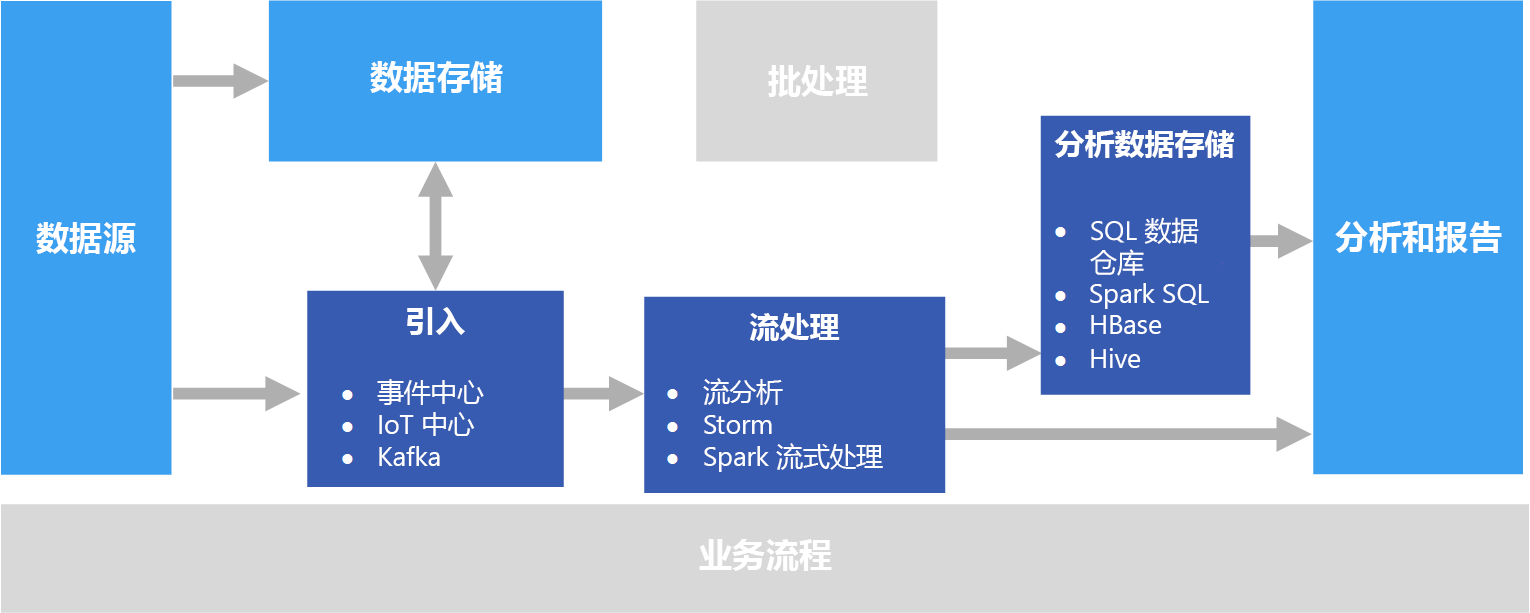 数据源
数据存储
批处理
分析数据存储
• SQL 数据
仓库
• Spark SQL
• HBase
• Hive
分析和报告
引入
• 事件中心
• IoT 中心
• Kafka
流处理
• 流分析
• Storm
• Spark 流式处理
业务流程